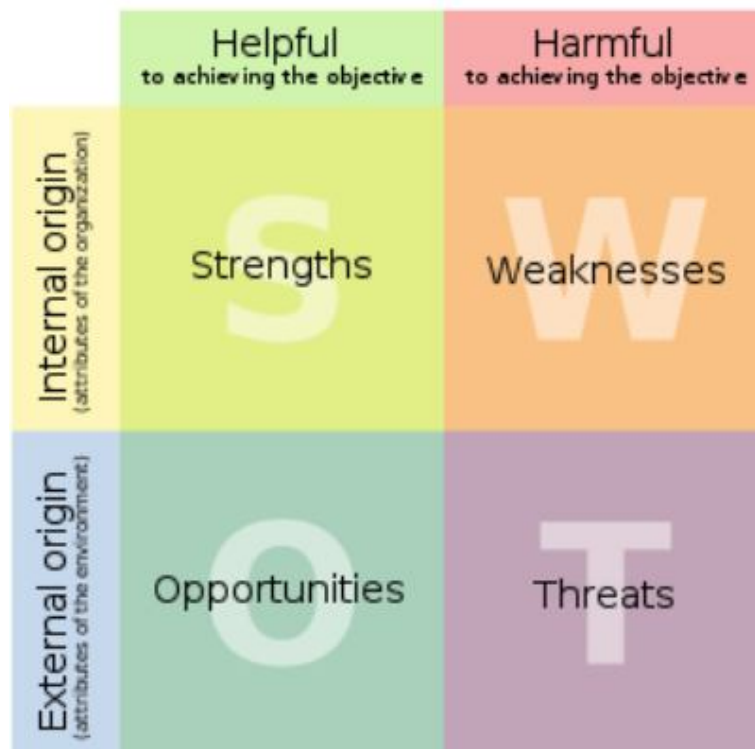 Helpful
to achieving the objective
Harmful
to achieving the objective
Internal origin
(attributes of the organization)
S
Strengths
W
Weaknesses
External origin
(attributes of the environment)
O
Opportunities
T
Threats